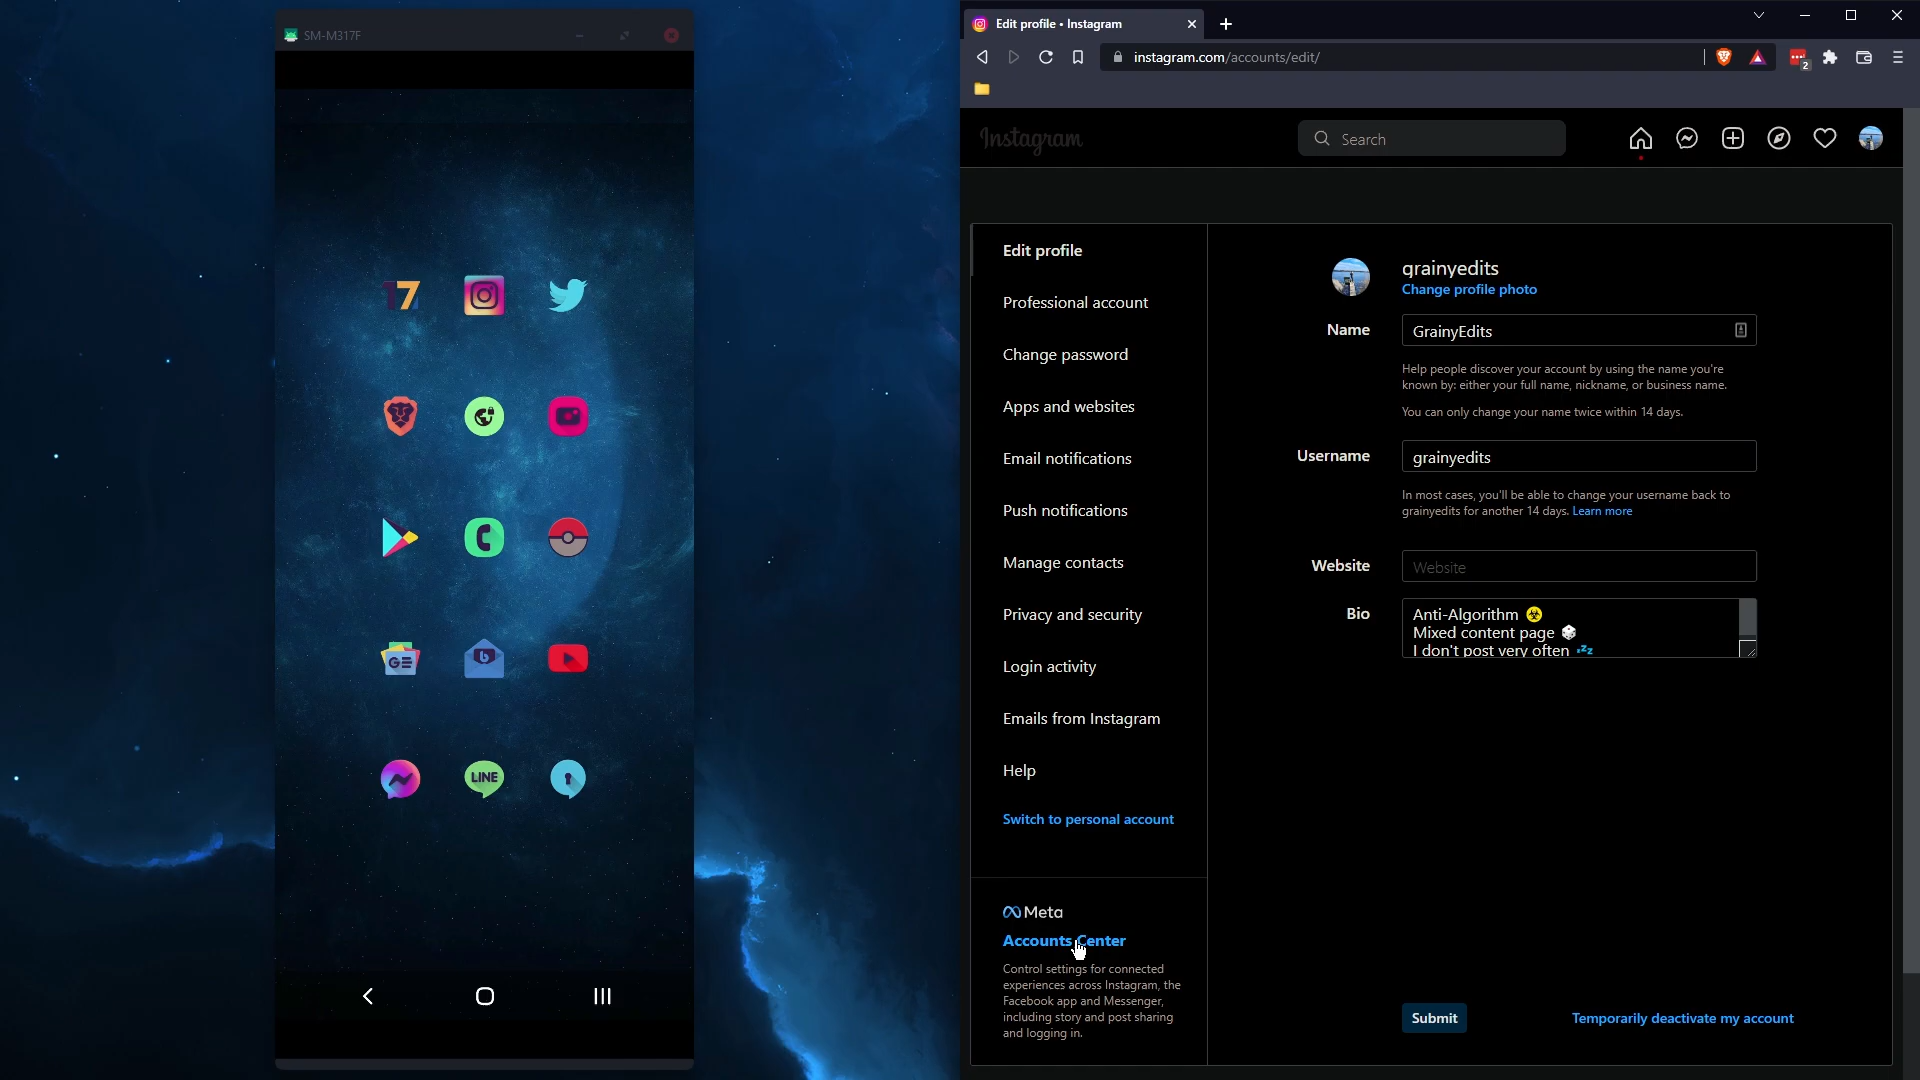 SM-M317F
17
GE
b
LINE
Edit profile • Instagram
instagram.com/accounts/edit/
2
Instagram
Search
Edit profile
Professional account
Change password
Apps and websites
Email notifications
Push notifications
Manage contacts
Privacy and security
Login activity
Emails from Instagram
Help
Switch to personal account
Meta
Accounts Center
Control settings for connected
experiences across Instagram, the
Facebook app and Messenger,
including story and post sharing
and logging in.
grainyedits
Change profile photo
Name
GrainyEdits
Help people discover your account by using the name you're
known by: either your full name, nickname, or business name.
You can only change your name twice within 14 days.
Username
grainyedits
In most cases, you'll be able to change your username back to
grainyedits for another 14 days. Learn more
Website
Website
Bio
Anti-Algorithm ☣
Mixed content page 🎲
I don't post very often 💤
Submit
Temporarily deactivate my account